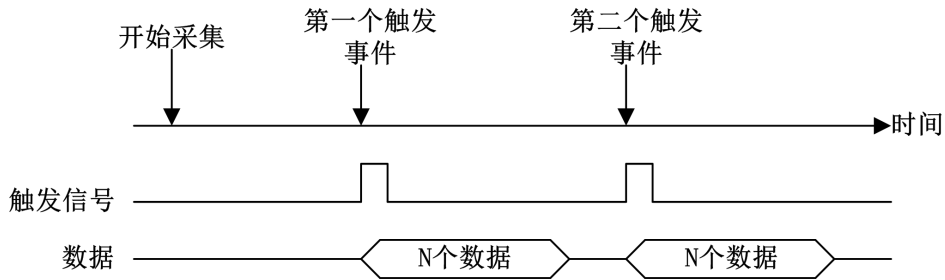 开始采集
第一个触发
事件
第二个触发
事件
时间
触发信号
数据
N个数据
N个数据